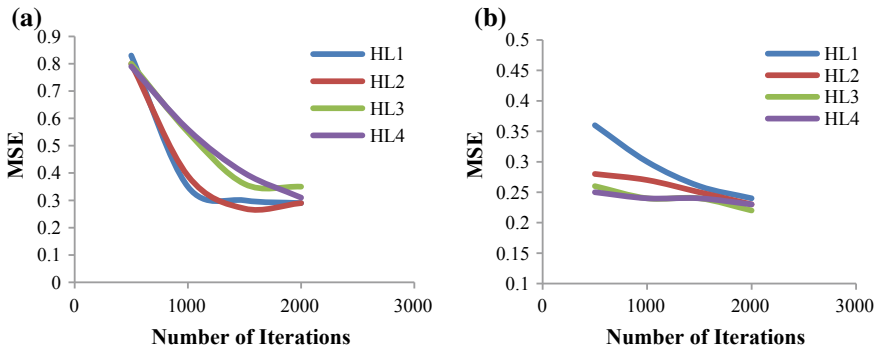 (a)
MSE
0.9
0.8
0.7
0.6
0.5
0.4
0.3
0.2
0.1
0
0
1000
2000
3000
Number of Iterations
HL1
HL2
HL3
HL4
(b)
MSE
0.5
0.45
0.4
0.35
0.3
0.25
0.2
0.15
0.1
0
1000
2000
3000
Number of Iterations
HL1
HL2
HL3
HL4